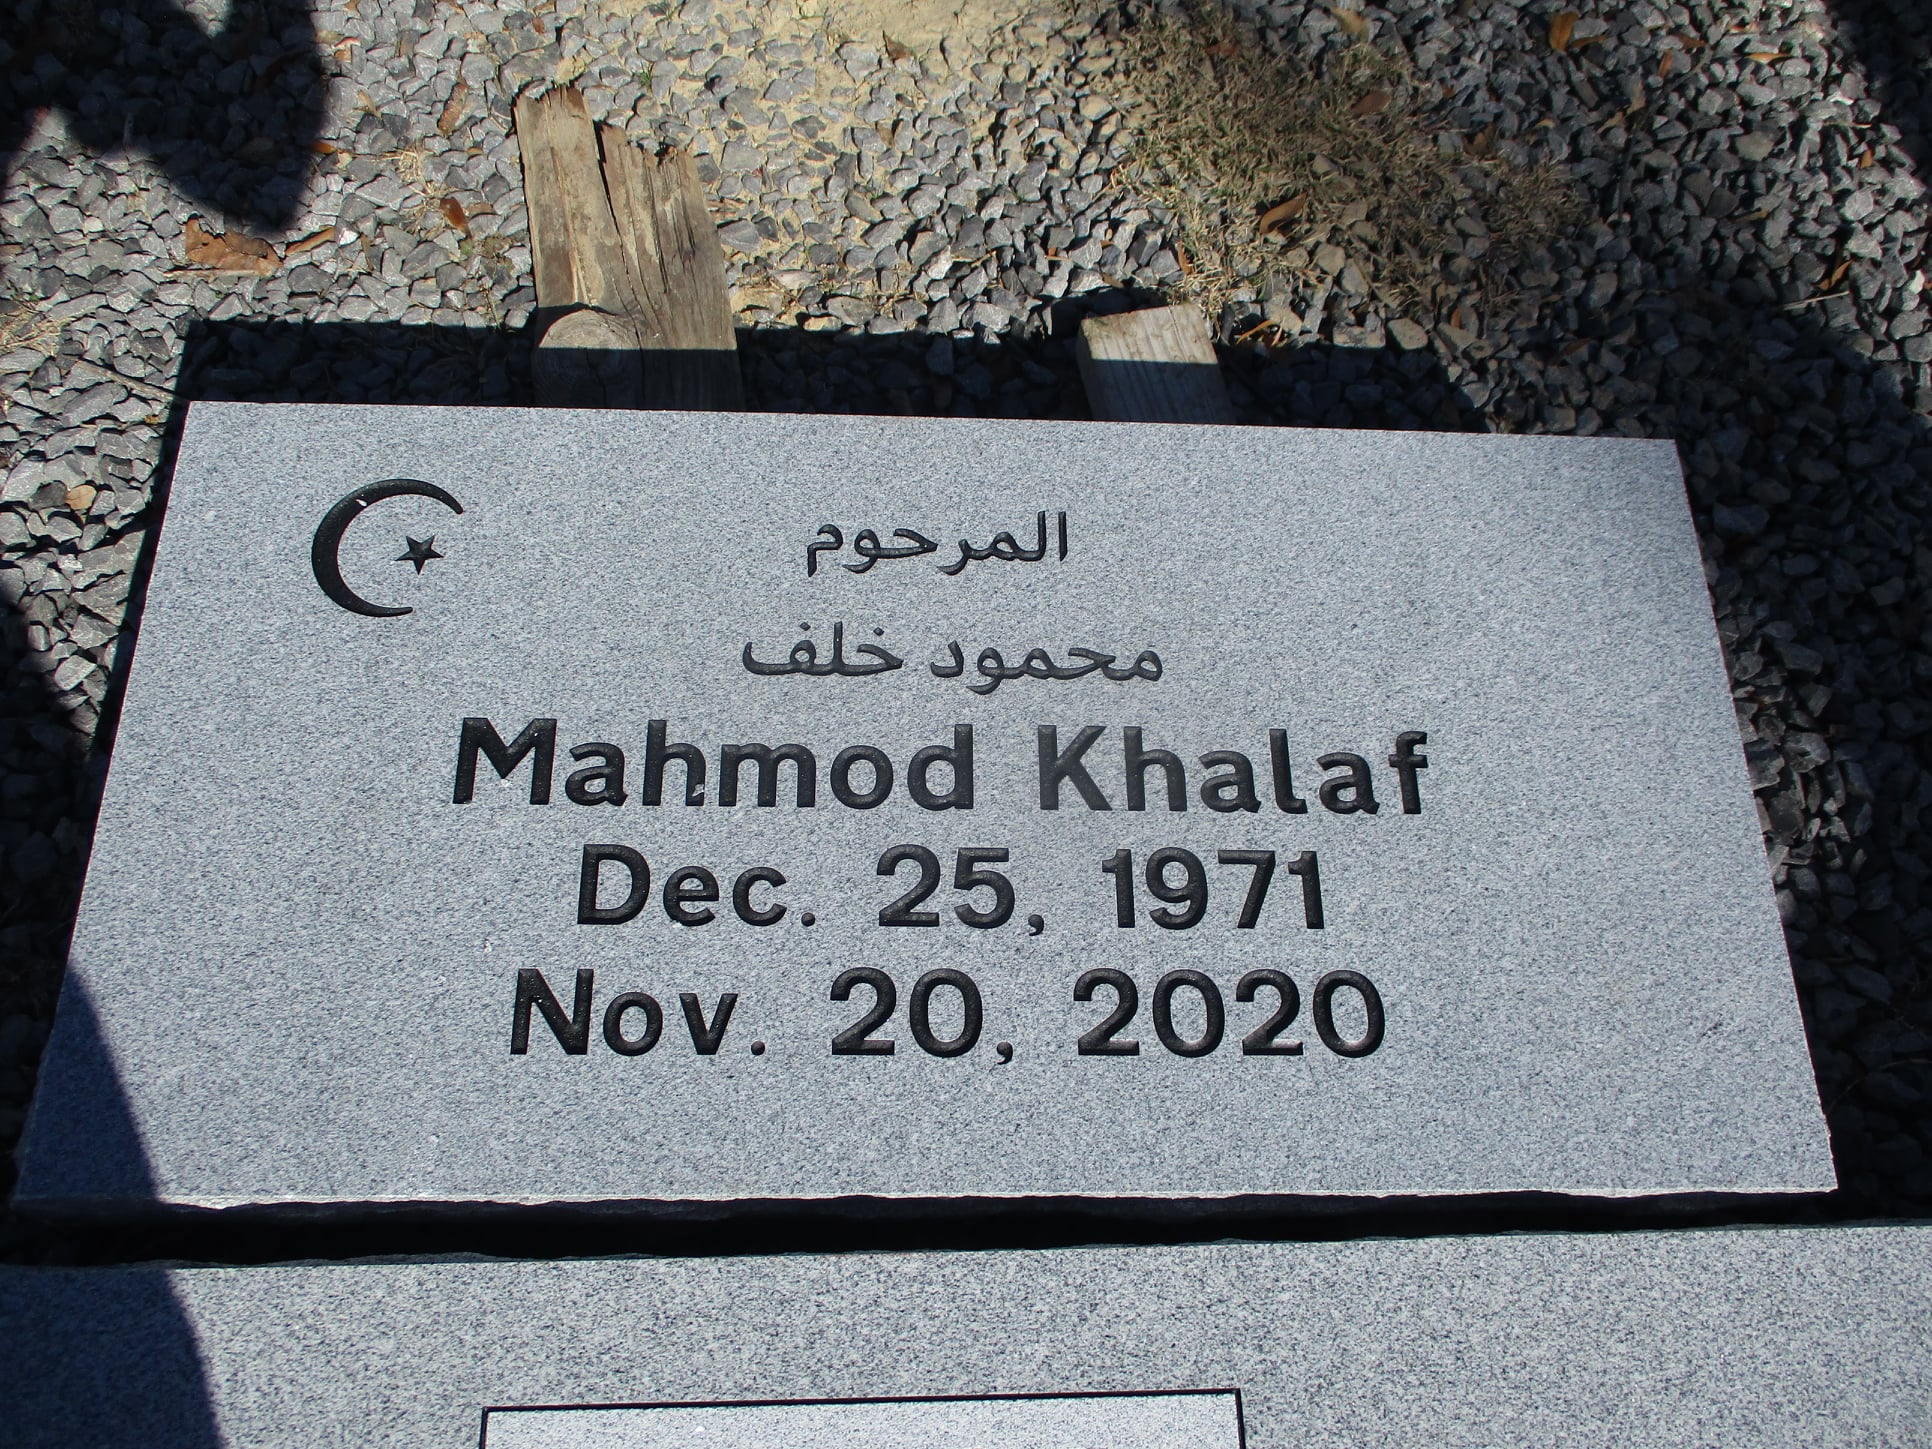 المرحوم
محمود خلف
Mahmod Khalaf
Dec. 25, 1971
Nov. 20, 2020